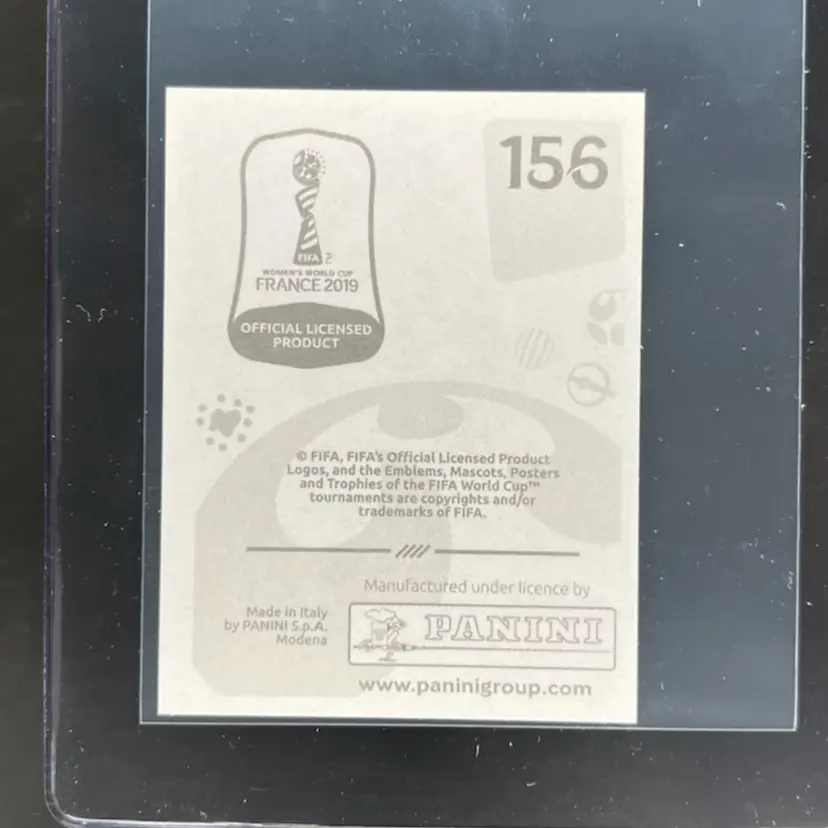 156
FIFA
WOMEN'S WORLD CUP
FRANCE 2019
OFFICIAL LICENSED
PRODUCT
© FIFA, FIFA's Official Licensed Product
Logos, and the Emblems, Mascots, Posters
and Trophies of the FIFA World Cup™
tournaments are copyrights and/or
trademarks of FIFA.
Manufactured under licence by
Made in Italy
by PANINI S.p.A.
Modena
PANINI
www.paninigroup.com